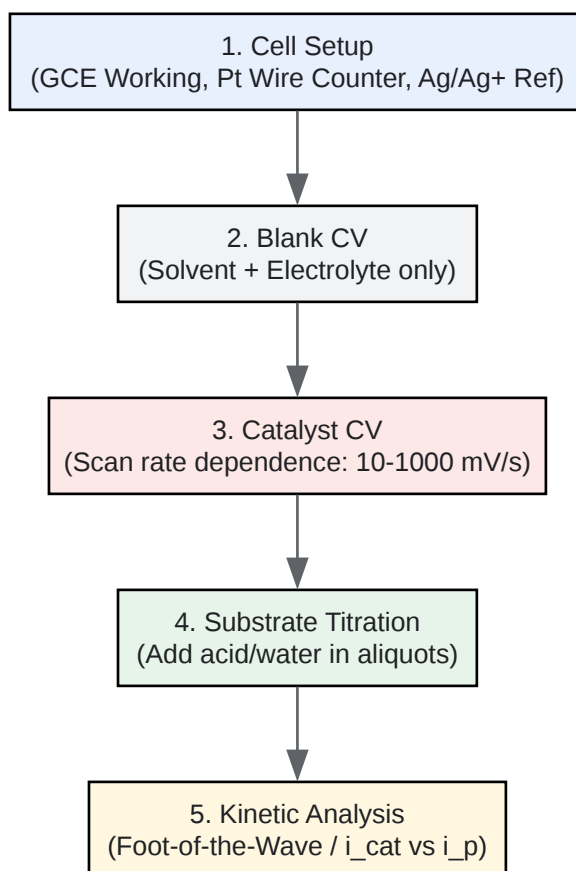 1. Cell Setup
(GCE Working, Pt Wire Counter, Ag/Ag+ Ref)
2. Blank CV
(Solvent + Electrolyte only)
3. Catalyst CV
(Scan rate dependence: 10-1000 mV/s)
4. Substrate Titration
(Add acid/water in aliquots)
5. Kinetic Analysis
(Foot-of-the-Wave / i_cat vs i_p)